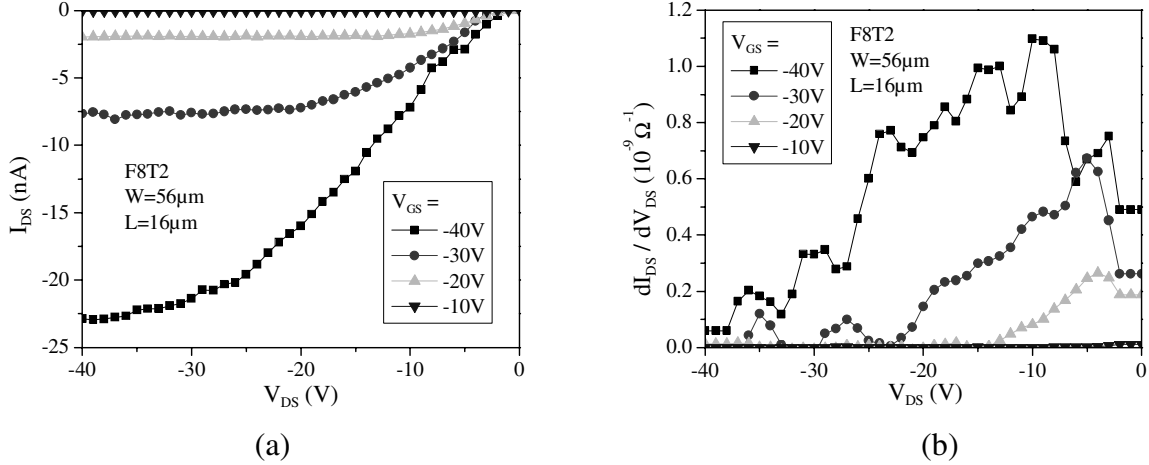 0
-5
-10
-15
-20
-25
I_DS (nA)
F8T2
W=56μm
L=16μm
V_GS =
-40V
-30V
-20V
-10V
-40 -30 -20 -10 0
V_DS (V)
(a)
1.2
1.0
0.8
0.6
0.4
0.2
0.0
dI_DS / dV_DS (10^-9 Ω^-1)
V_GS =
-40V
-30V
-20V
-10V
F8T2
W=56μm
L=16μm
-40 -30 -20 -10 0
V_DS (V)
(b)